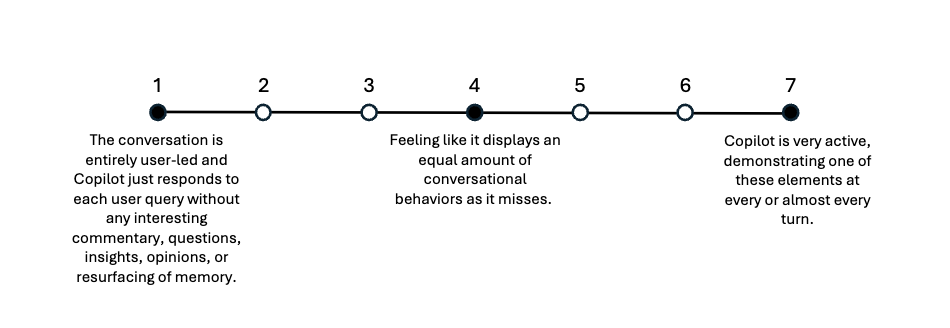 1 2 3 4 5 6 7
The conversation is
entirely user-led and
Copilot just responds to
each user query without
any interesting
commentary, questions,
insights, opinions, or
resurfacing of memory.
Feeling like it displays an
equal amount of
conversational
behaviors as it misses.
Copilot is very active,
demonstrating one of
these elements at
every or almost every
turn.